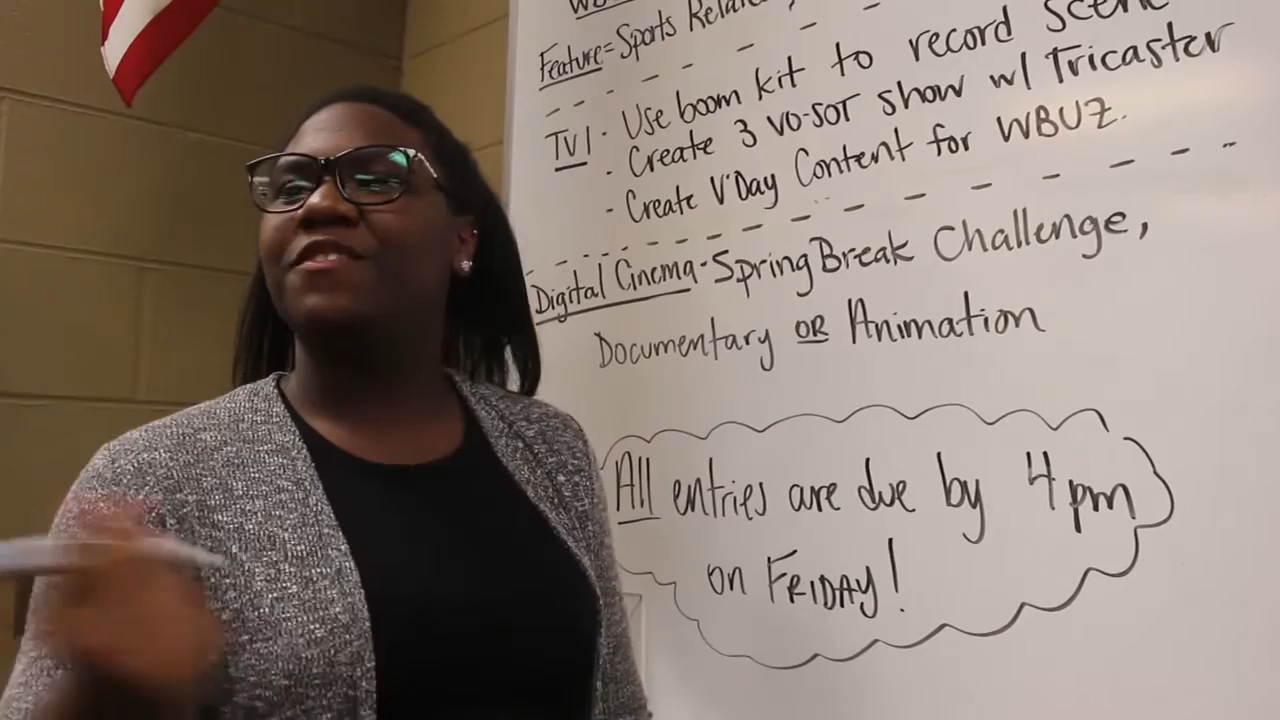 Feature = Sports
TV1 · Use boom kit to record
· Create 3 VO-SOT show w/ Tricaster
- Create V'Day Content for WBUZ.
Digital Cinema - Spring Break Challenge,
Documentary OR Animation
All entries are due by 4pm
on FRIDAY!